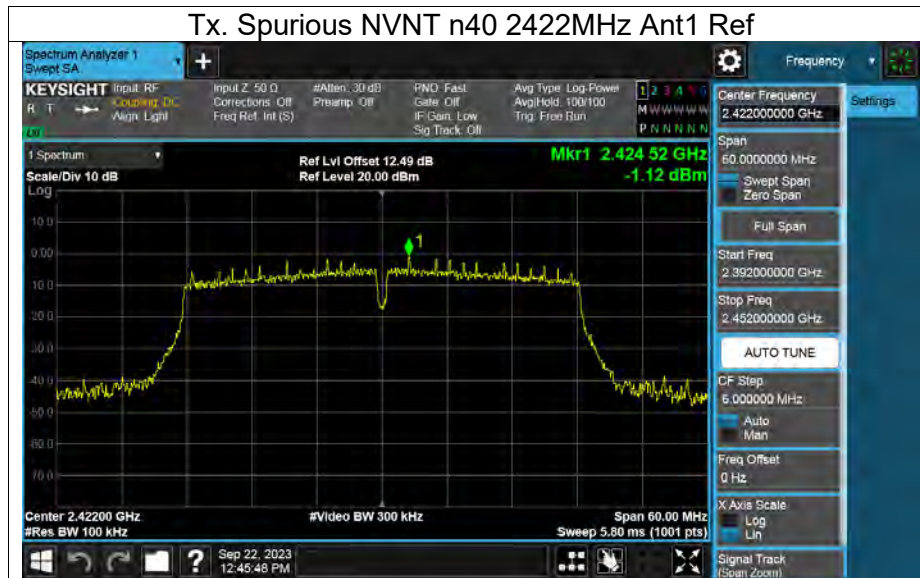 Tx. Spurious NVNT n40 2422MHz Ant1 Ref
Spectrum Analyzer 1
Swept SA
+
Frequency
KEYSIGHT
R T
Input: RF
Coupling: DC
Align: Light
Input Z: 50 Ω
Corrections: Off
Freq Ref: Int (S)
#Atten: 30 dB
Preamp: Off
PNO: Fast
Gate: Off
IF Gain: Low
Sig Track: Off
Avg Type: Log-Power
Avg|Hold: 100/100
Trig: Free Run
1 2 3 4 5 6
M W W W W W
P N N N N N
1 Spectrum
Scale/Div 10 dB
Log
Ref Lvl Offset 12.49 dB
Ref Level 20.00 dBm
Mkr1 2.424 52 GHz
-1.12 dBm
1
10.0
0.00
-10.0
-20.0
-30.0
-40.0
-50.0
-60.0
-70.0
Center 2.42200 GHz
#Res BW 100 kHz
#Video BW 300 kHz
Span 60.00 MHz
Sweep 5.80 ms (1001 pts)
Center Frequency
2.422000000 GHz
Settings
Span
60.0000000 MHz
Swept Span
Zero Span
Full Span
Start Freq
2.392000000 GHz
Stop Freq
2.452000000 GHz
AUTO TUNE
CF Step
6.000000 MHz
Auto
Man
Freq Offset
0 Hz
X Axis Scale
Log
Lin
Signal Track
(Span Zoom)
?
Sep 22, 2023
12:45:48 PM